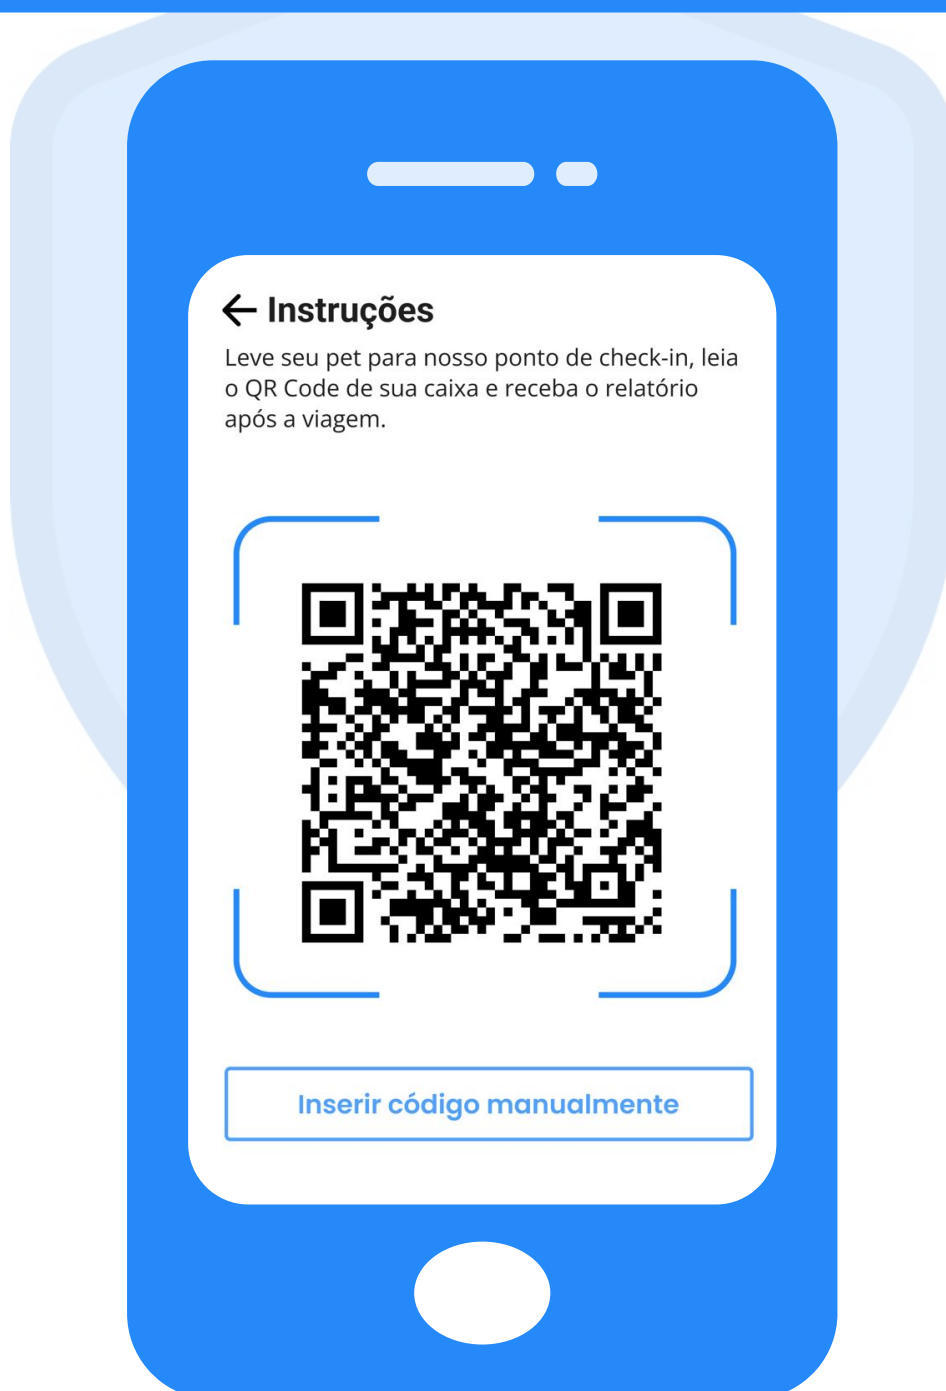 ← Instruções
Leve seu pet para nosso ponto de check-in, leia
o QR Code de sua caixa e receba o relatório
após a viagem.
Inserir código manualmente